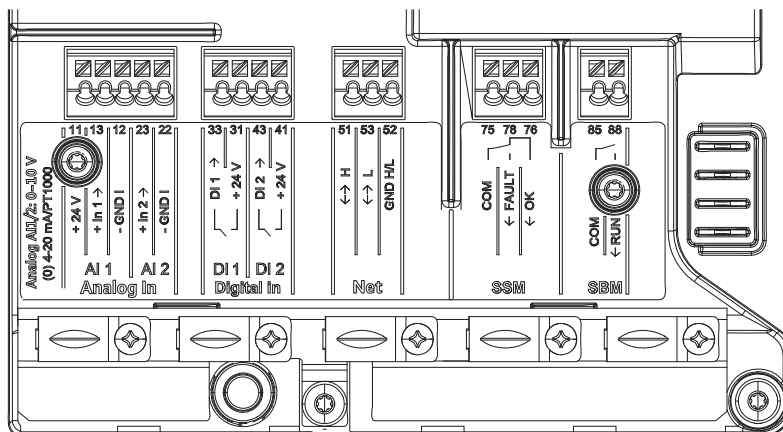 11 13 12 23 22
33 31 43 41
51 53 52
75 78 76
85 88
Analog AI1/2: 0–10 V
(0) 4-20 mA/PT1000
+ 24 V
+ In 1 →
- GND I
+ In 2 →
- GND I
DI 1 →
+ 24 V
DI 2 →
+ 24 V
↔ H
↔ L
GND H/L
COM
← FAULT
← OK
COM
← RUN
AI 1 AI 2
DI 1 DI 2
Analog In
Digital in
Net
SSM
SBM